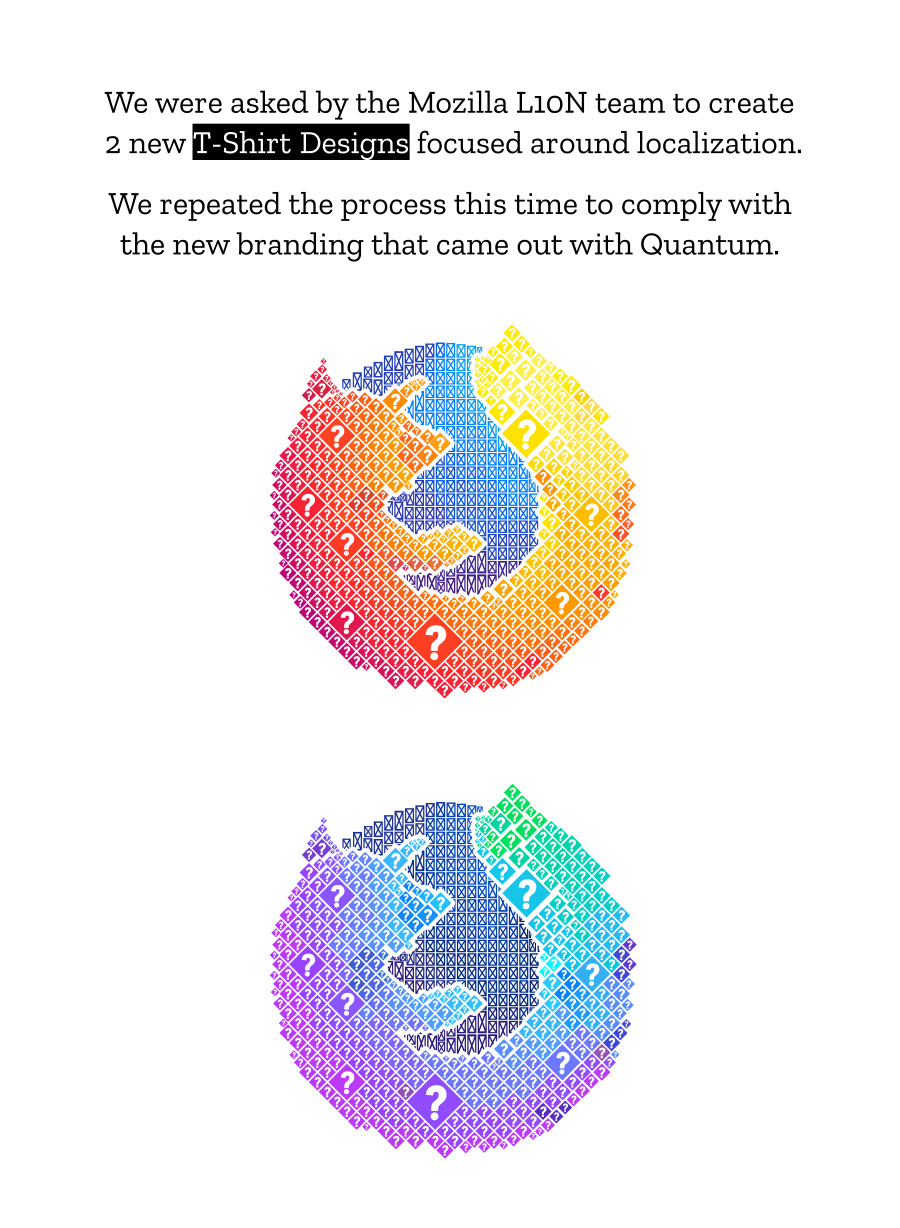 We were asked by the Mozilla L10N team to create
2 new T-Shirt Designs focused around localization.
We repeated the process this time to comply with
the new branding that came out with Quantum.